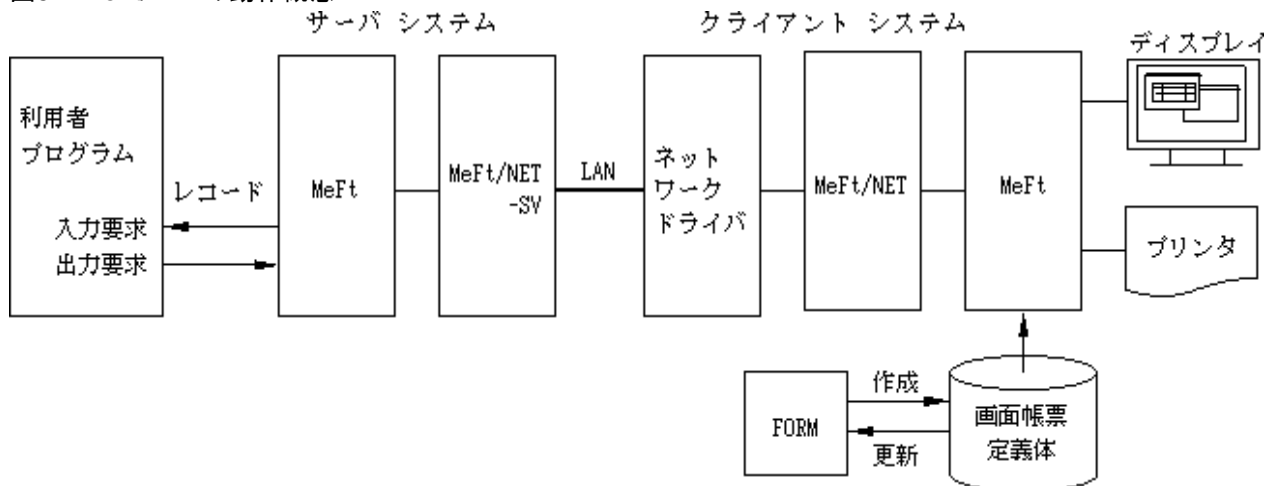 サーバ システム
クライアント システム
ディスプレイ
利用者
プログラム
レコード
入力要求
出力要求
MeFt
MeFt/NET
-SV
LAN
ネット
ワーク
ドライバ
MeFt/NET
MeFt
プリンタ
FORM
作成
更新
画面帳票
定義体